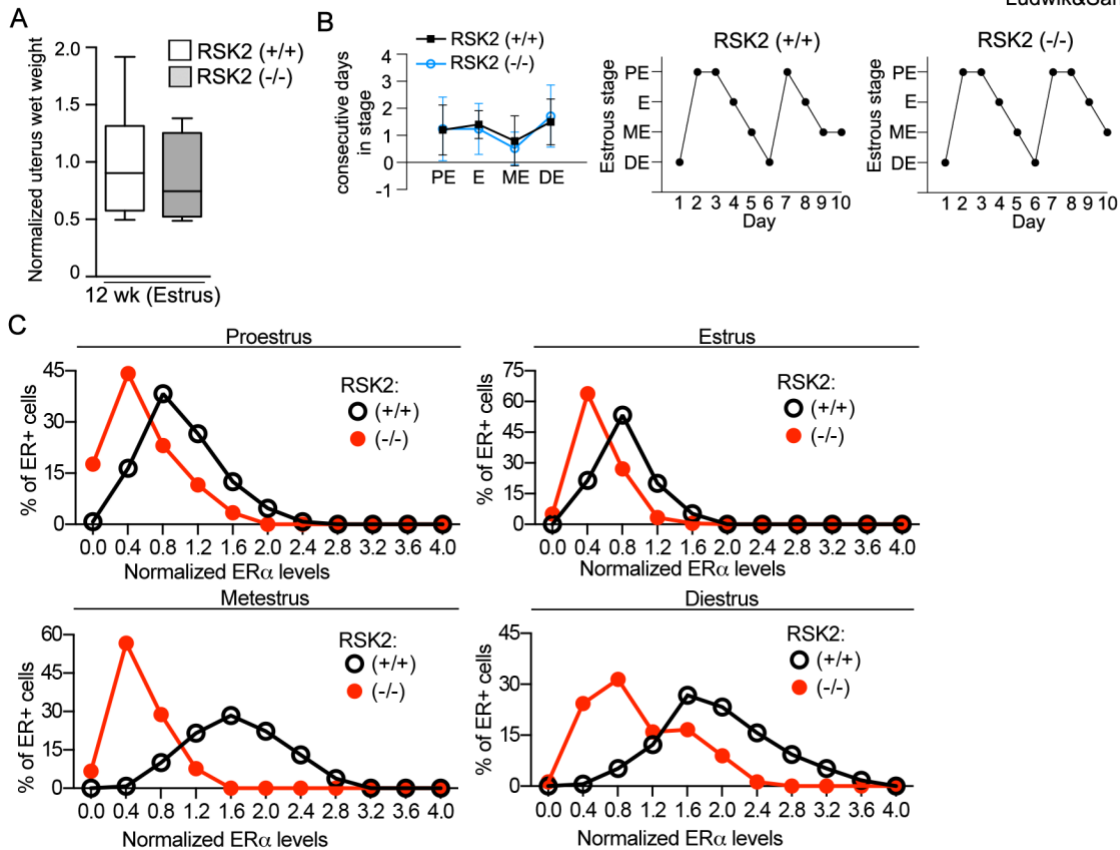 Ludwik&Sar
A
Normalized uterus wet weight
2.0
1.5
1.0
0.5
0
RSK2 (+/+)
RSK2 (-/-)
12 wk (Estrus)
B
consecutive days
in stage
4
3
2
1
0
-1
RSK2 (+/+)
RSK2 (-/-)
PE E ME DE
RSK2 (+/+)
Estrous stage
PE
E
ME
DE
1 2 3 4 5 6 7 8 9 10
Day
RSK2 (-/-)
Estrous stage
PE
E
ME
DE
1 2 3 4 5 6 7 8 9 10
Day
C
Proestrus
% of ER+ cells
45
30
15
0
RSK2:
(+/+)
(-/-)
0.0 0.4 0.8 1.2 1.6 2.0 2.4 2.8 3.2 3.6 4.0
Normalized ERα levels
Estrus
% of ER+ cells
75
60
45
30
15
0
RSK2:
(+/+)
(-/-)
0.0 0.4 0.8 1.2 1.6 2.0 2.4 2.8 3.2 3.6 4.0
Normalized ERα levels
Metestrus
% of ER+ cells
60
45
30
15
0
RSK2:
(+/+)
(-/-)
0.0 0.4 0.8 1.2 1.6 2.0 2.4 2.8 3.2 3.6 4.0
Normalized ERα levels
Diestrus
% of ER+ cells
45
30
15
0
RSK2:
(+/+)
(-/-)
0.0 0.4 0.8 1.2 1.6 2.0 2.4 2.8 3.2 3.6 4.0
Normalized ERα levels